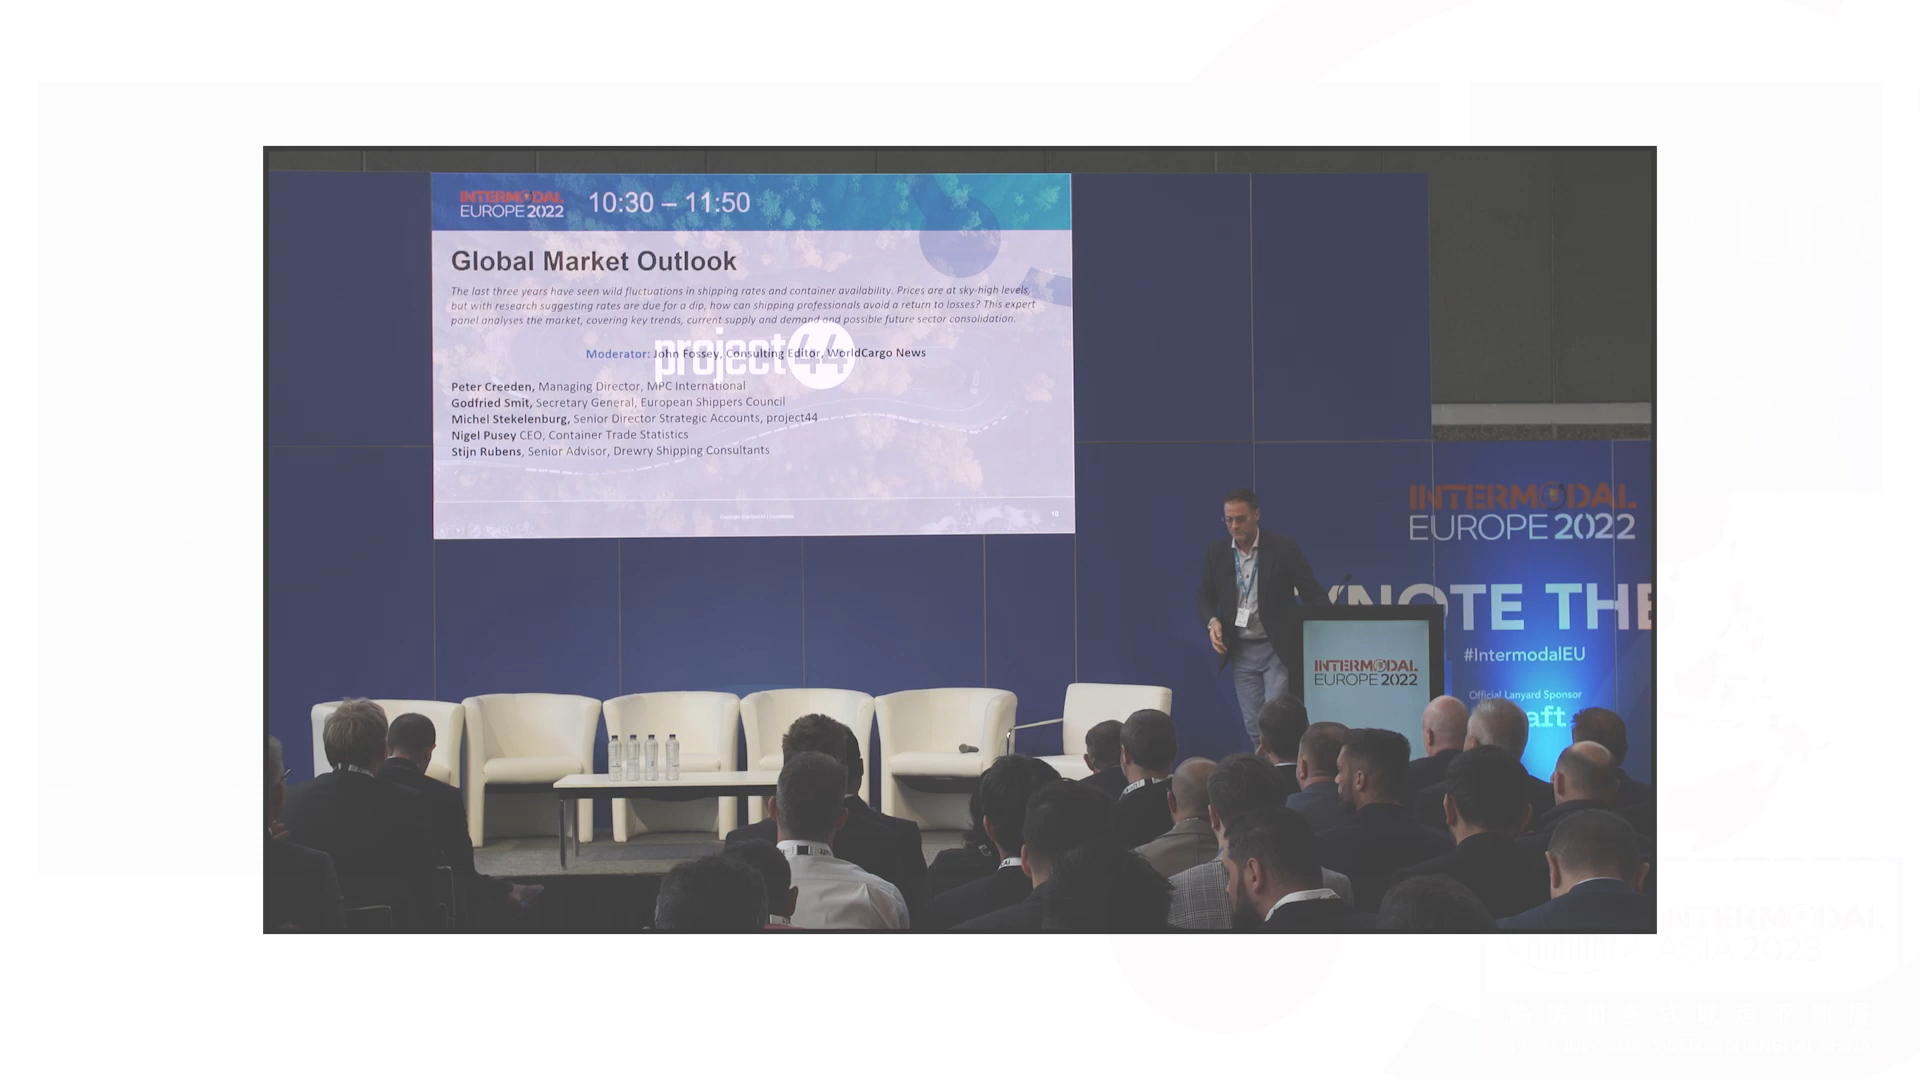 INTERMODAL
EUROPE 2022
10:30 – 11:50
Global Market Outlook
The last three years have seen wild fluctuations in shipping rates and container availability. Prices are at sky-high levels,
but with research suggesting rates are due for a dip, how can shipping professionals avoid a return to losses? This expert
panel analyses the market, covering key trends, current supply and demand and possible future sector consolidation.
project44
Moderator: John Fossey, Consulting Editor, WorldCargo News
Peter Creeden, Managing Director, MPC International
Godfried Smit, Secretary General, European Shippers Council
Michel Stekelenburg, Senior Director Strategic Accounts, project44
Nigel Pusey CEO, Container Trade Statistics
Stijn Rubens, Senior Advisor, Drewry Shipping Consultants
10
INTERMODAL
EUROPE 2022
YNOTE THE
#IntermodalEU
Official Lanyard Sponsor
aft
INTERMODAL
EUROPE 2022
INTERMODAL
ASIA 2023